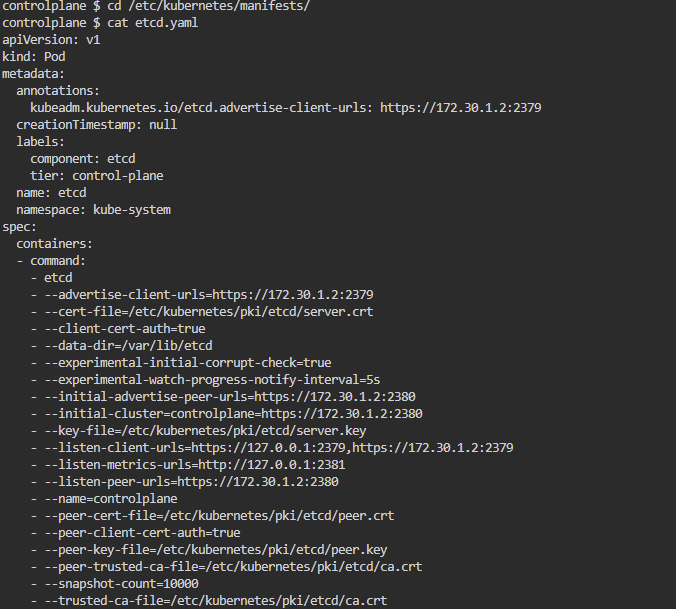 controlplane $ cd /etc/kubernetes/manifests/
controlplane $ cat etcd.yaml
apiVersion: v1
kind: Pod
metadata:
  annotations:
    kubeadm.kubernetes.io/etcd.advertise-client-urls: https://172.30.1.2:2379
  creationTimestamp: null
  labels:
    component: etcd
    tier: control-plane
  name: etcd
  namespace: kube-system
spec:
  containers:
  - command:
    - etcd
    - --advertise-client-urls=https://172.30.1.2:2379
    - --cert-file=/etc/kubernetes/pki/etcd/server.crt
    - --client-cert-auth=true
    - --data-dir=/var/lib/etcd
    - --experimental-initial-corrupt-check=true
    - --experimental-watch-progress-notify-interval=5s
    - --initial-advertise-peer-urls=https://172.30.1.2:2380
    - --initial-cluster=controlplane=https://172.30.1.2:2380
    - --key-file=/etc/kubernetes/pki/etcd/server.key
    - --listen-client-urls=https://127.0.0.1:2379,https://172.30.1.2:2379
    - --listen-metrics-urls=http://127.0.0.1:2381
    - --listen-peer-urls=https://172.30.1.2:2380
    - --name=controlplane
    - --peer-cert-file=/etc/kubernetes/pki/etcd/peer.crt
    - --peer-client-cert-auth=true
    - --peer-key-file=/etc/kubernetes/pki/etcd/peer.key
    - --peer-trusted-ca-file=/etc/kubernetes/pki/etcd/ca.crt
    - --snapshot-count=10000
    - --trusted-ca-file=/etc/kubernetes/pki/etcd/ca.crt